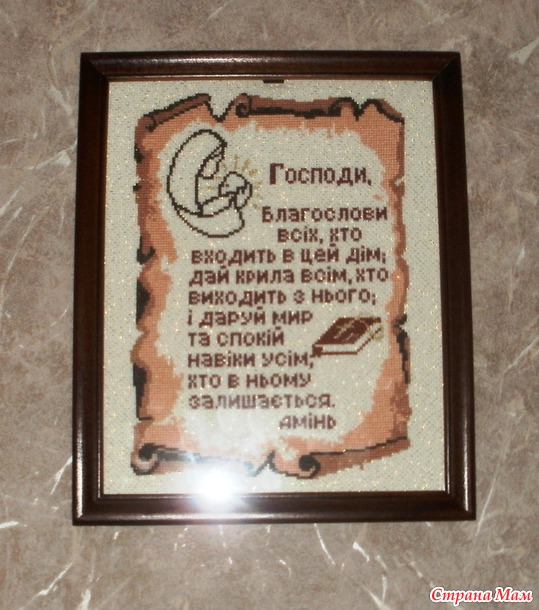 Господи,
Благослови
всіх, хто
входить в цей дім;
дай крила всім, хто
виходить з нього;
і даруй мир
та спокій
навіки усім,
хто в ньому
залишається.
Амінь
Страна Мам